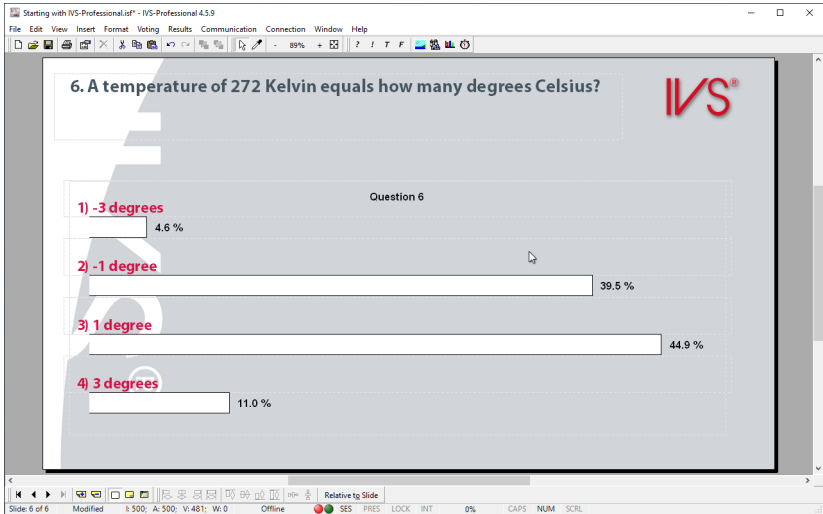 Starting with IVS-Professional.isf* - IVS-Professional 4.5.9
File Edit View Insert Format Voting Results Communication Connection Window Help
- 89% + ? ! T F
6. A temperature of 272 Kelvin equals how many degrees Celsius?
IVS®
Question 6
1) -3 degrees
4.6 %
2) -1 degree
39.5 %
3) 1 degree
44.9 %
4) 3 degrees
11.0 %
Relative to Slide
Slide: 6 of 6 Modified I: 500; A: 500; V: 481; W: 0 Offline SES PRES LOCK INT 0% CAPS NUM SCRL